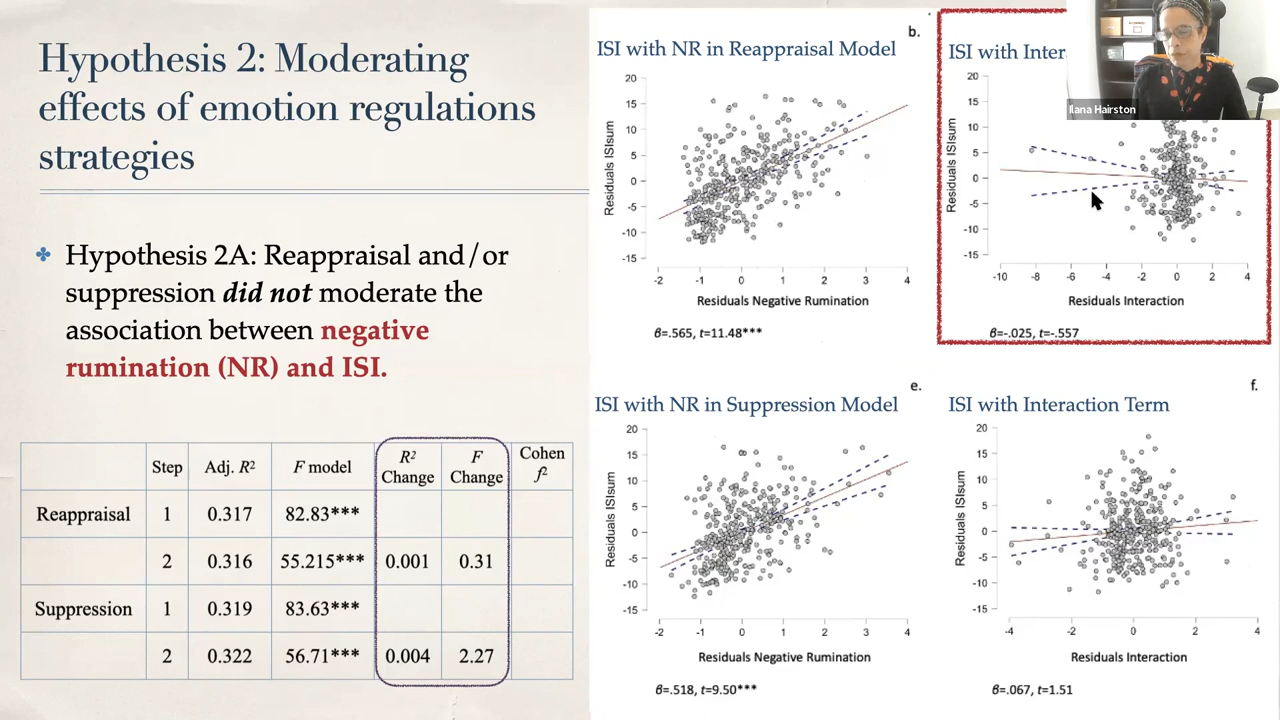 Hypothesis 2: Moderating
effects of emotion regulations
strategies
Hypothesis 2A: Reappraisal and/or
suppression did not moderate the
association between negative
rumination (NR) and ISI.
Step Adj. R² F model R² Change F Change Cohen f²
Reappraisal 1 0.317 82.83***
2 0.316 55.215*** 0.001 0.31
Suppression 1 0.319 83.63***
2 0.322 56.71*** 0.004 2.27
b.
ISI with NR in Reappraisal Model
20
15
10
5
0
-5
-10
-15
Residuals ISIsum
-2 -1 0 1 2 3 4
Residuals Negative Rumination
β=.565, t=11.48***
ISI with Inter
20
15
10
5
0
-5
-10
-15
Residuals ISIsum
-10 -8 -6 -4 -2 0 2 4
Residuals Interaction
β=-.025, t=-.557
Ilana Hairston
e.
ISI with NR in Suppression Model
20
15
10
5
0
-5
-10
-15
Residuals ISIsum
-2 -1 0 1 2 3 4
Residuals Negative Rumination
β=.518, t=9.50***
f.
ISI with Interaction Term
20
15
10
5
0
-5
-10
-15
Residuals ISIsum
-4 -2 0 2 4
Residuals Interaction
β=.067, t=1.51